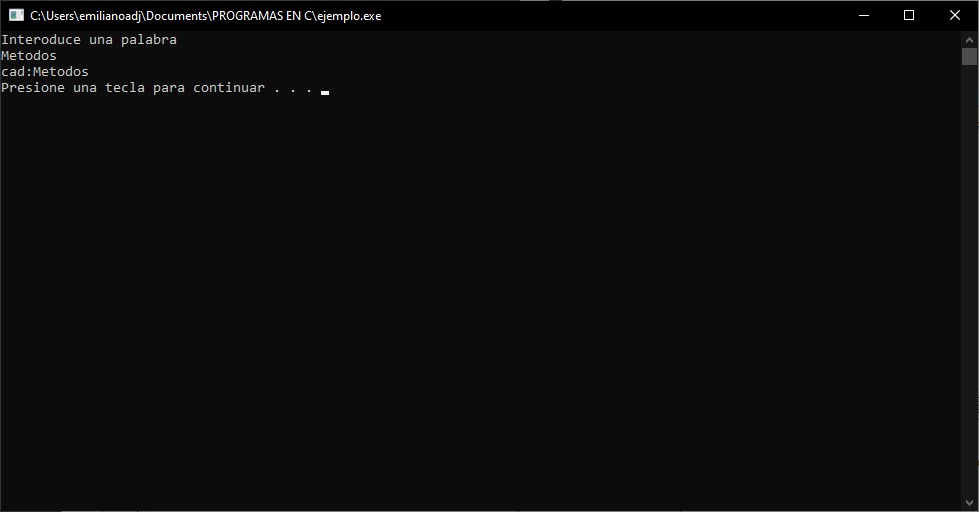 C:\Users\emilianoadj\Documents\PROGRAMAS EN C\ejemplo.exe
Interoduce una palabra
Metodos
cad:Metodos
Presione una tecla para continuar . . .